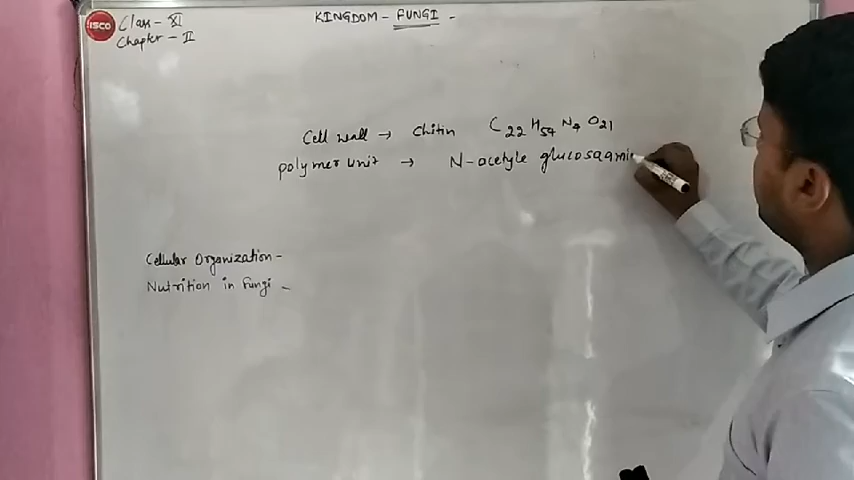 KINGDOM - FUNGI -
ISCO
Class - XI
Chapter - II
Cell wall → Chitin C22 H54 N4 O21
polymer unit → N-acetyle glucosaamin
Cellular Organization -
Nutrition in Fungi -